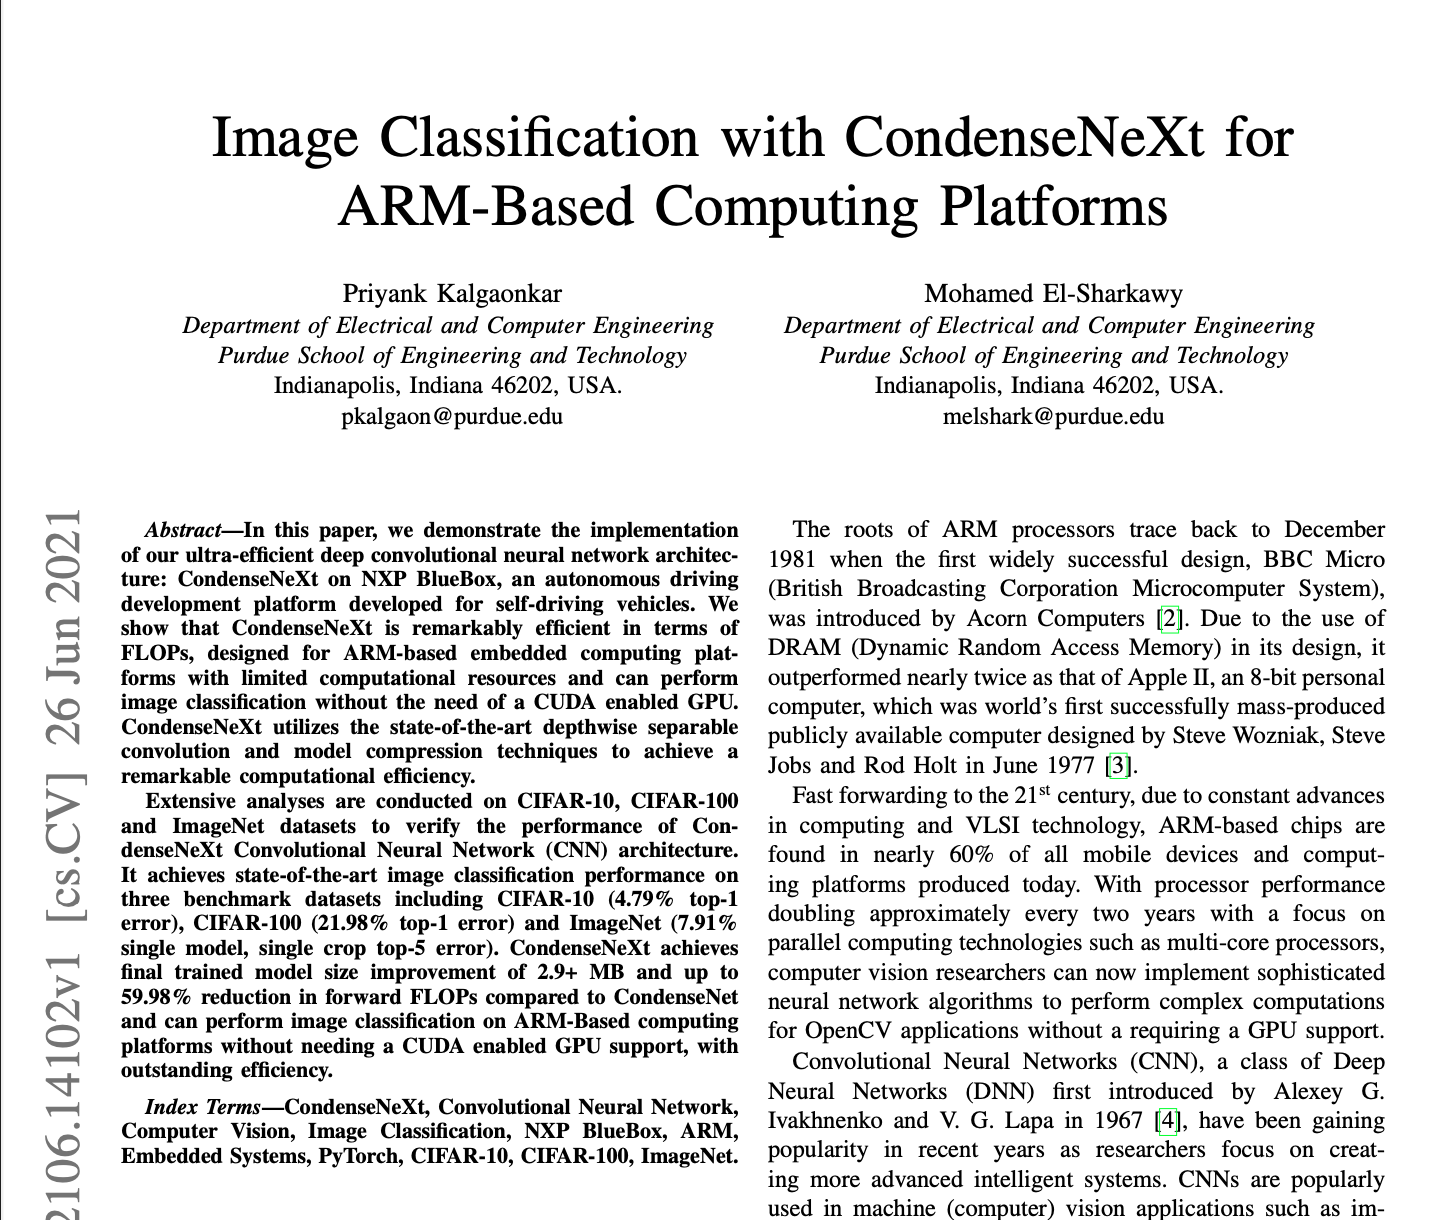 Image Classification with CondenseNeXt for
ARM-Based Computing Platforms
Priyank Kalgaonkar
Department of Electrical and Computer Engineering
Purdue School of Engineering and Technology
Indianapolis, Indiana 46202, USA.
pkalgaon@purdue.edu
Mohamed El-Sharkawy
Department of Electrical and Computer Engineering
Purdue School of Engineering and Technology
Indianapolis, Indiana 46202, USA.
melshark@purdue.edu
2106.14102v1 [cs.CV] 26 Jun 2021
Abstract—In this paper, we demonstrate the implementation
of our ultra-efficient deep convolutional neural network architec-
ture: CondenseNeXt on NXP BlueBox, an autonomous driving
development platform developed for self-driving vehicles. We
show that CondenseNeXt is remarkably efficient in terms of
FLOPs, designed for ARM-based embedded computing plat-
forms with limited computational resources and can perform
image classification without the need of a CUDA enabled GPU.
CondenseNeXt utilizes the state-of-the-art depthwise separable
convolution and model compression techniques to achieve a
remarkable computational efficiency.
Extensive analyses are conducted on CIFAR-10, CIFAR-100
and ImageNet datasets to verify the performance of Con-
denseNeXt Convolutional Neural Network (CNN) architecture.
It achieves state-of-the-art image classification performance on
three benchmark datasets including CIFAR-10 (4.79% top-1
error), CIFAR-100 (21.98% top-1 error) and ImageNet (7.91%
single model, single crop top-5 error). CondenseNeXt achieves
final trained model size improvement of 2.9+ MB and up to
59.98% reduction in forward FLOPs compared to CondenseNet
and can perform image classification on ARM-Based computing
platforms without needing a CUDA enabled GPU support, with
outstanding efficiency.
Index Terms—CondenseNeXt, Convolutional Neural Network,
Computer Vision, Image Classification, NXP BlueBox, ARM,
Embedded Systems, PyTorch, CIFAR-10, CIFAR-100, ImageNet.
The roots of ARM processors trace back to December
1981 when the first widely successful design, BBC Micro
(British Broadcasting Corporation Microcomputer System),
was introduced by Acorn Computers [2]. Due to the use of
DRAM (Dynamic Random Access Memory) in its design, it
outperformed nearly twice as that of Apple II, an 8-bit personal
computer, which was world's first successfully mass-produced
publicly available computer designed by Steve Wozniak, Steve
Jobs and Rod Holt in June 1977 [3].
Fast forwarding to the 21st century, due to constant advances
in computing and VLSI technology, ARM-based chips are
found in nearly 60% of all mobile devices and comput-
ing platforms produced today. With processor performance
doubling approximately every two years with a focus on
parallel computing technologies such as multi-core processors,
computer vision researchers can now implement sophisticated
neural network algorithms to perform complex computations
for OpenCV applications without a requiring a GPU support.
Convolutional Neural Networks (CNN), a class of Deep
Neural Networks (DNN) first introduced by Alexey G.
Ivakhnenko and V. G. Lapa in 1967 [4], have been gaining
popularity in recent years as researchers focus on creat-
ing more advanced intelligent systems. CNNs are popularly
used in machine (computer) vision applications such as im-